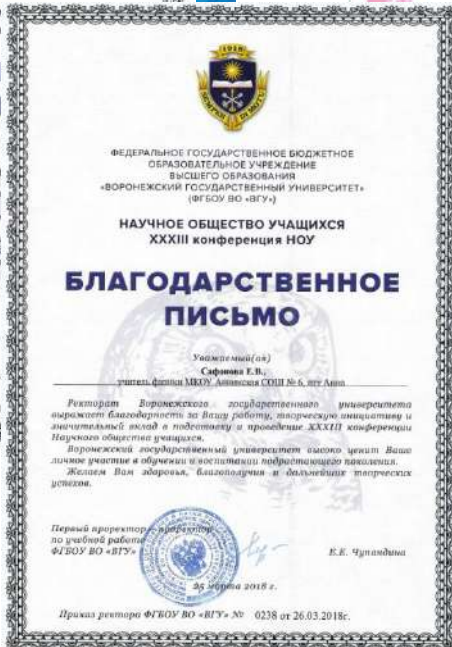 1918
SEMPER IN MOTU
ФЕДЕРАЛЬНОЕ ГОСУДАРСТВЕННОЕ БЮДЖЕТНОЕ
ОБРАЗОВАТЕЛЬНОЕ УЧРЕЖДЕНИЕ
ВЫСШЕГО ОБРАЗОВАНИЯ
«ВОРОНЕЖСКИЙ ГОСУДАРСТВЕННЫЙ УНИВЕРСИТЕТ»
(ФГБОУ ВО «ВГУ»)
НАУЧНОЕ ОБЩЕСТВО УЧАЩИХСЯ
XXXIII конференция НОУ
БЛАГОДАРСТВЕННОЕ
ПИСЬМО
Уважаемый(ая)
Сафонова Е.В.,
учитель физики МКОУ Аннинская СОШ № 6, пгт Анна
Ректорат Воронежского государственного университета
выражает благодарность за Вашу работу, творческую инициативу и
значительный вклад в подготовку и проведение XXXIII конференции
Научного общества учащихся.
Воронежский государственный университет высоко ценит Ваше
личное участие в обучении и воспитании подрастающего поколения.
Желаем Вам здоровья, благополучия и дальнейших творческих
успехов.
Первый проректор – проректор
по учебной работе
ФГБОУ ВО «ВГУ»
Е.Е. Чупандина
25 марта 2018 г.
Приказ ректора ФГБОУ ВО «ВГУ» № 0238 от 26.03.2018г.